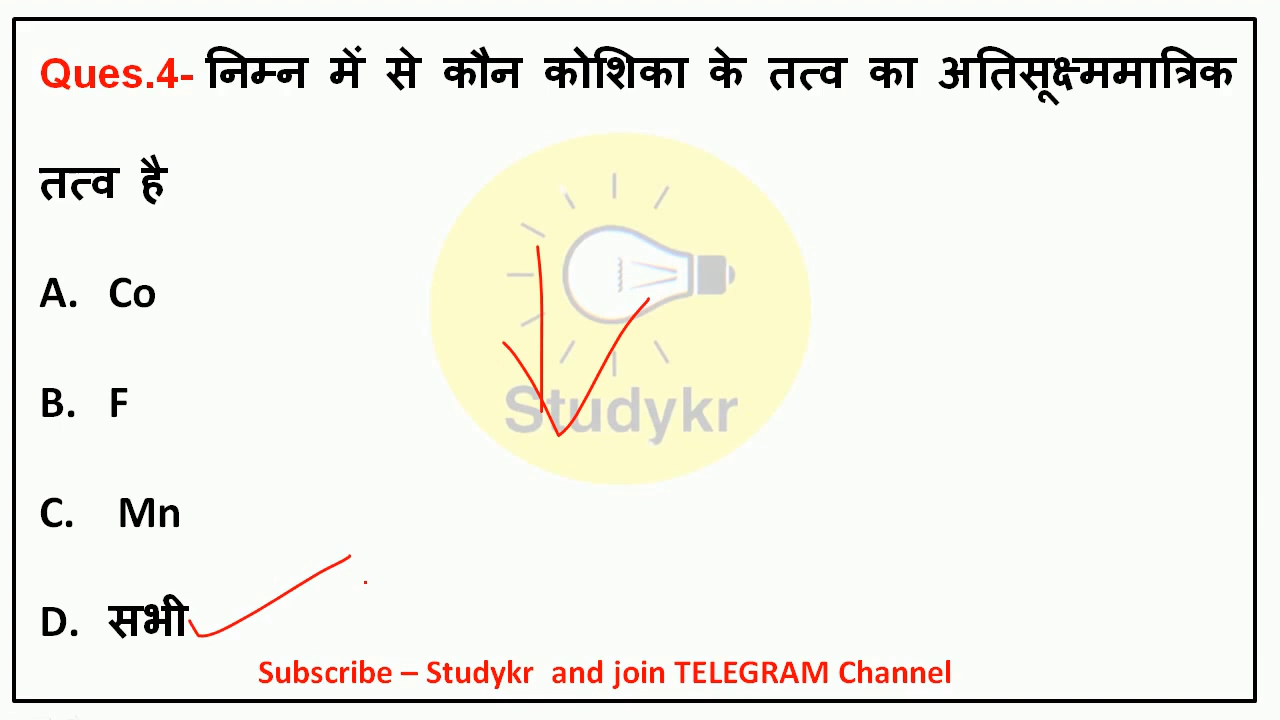 Ques.4- निम्न में से कौन कोशिका के तत्व का अतिसूक्ष्ममात्रिक
तत्व है
A. Co
Studykr
B. F
C. Mn
D. सभी
Subscribe – Studykr and join TELEGRAM Channel